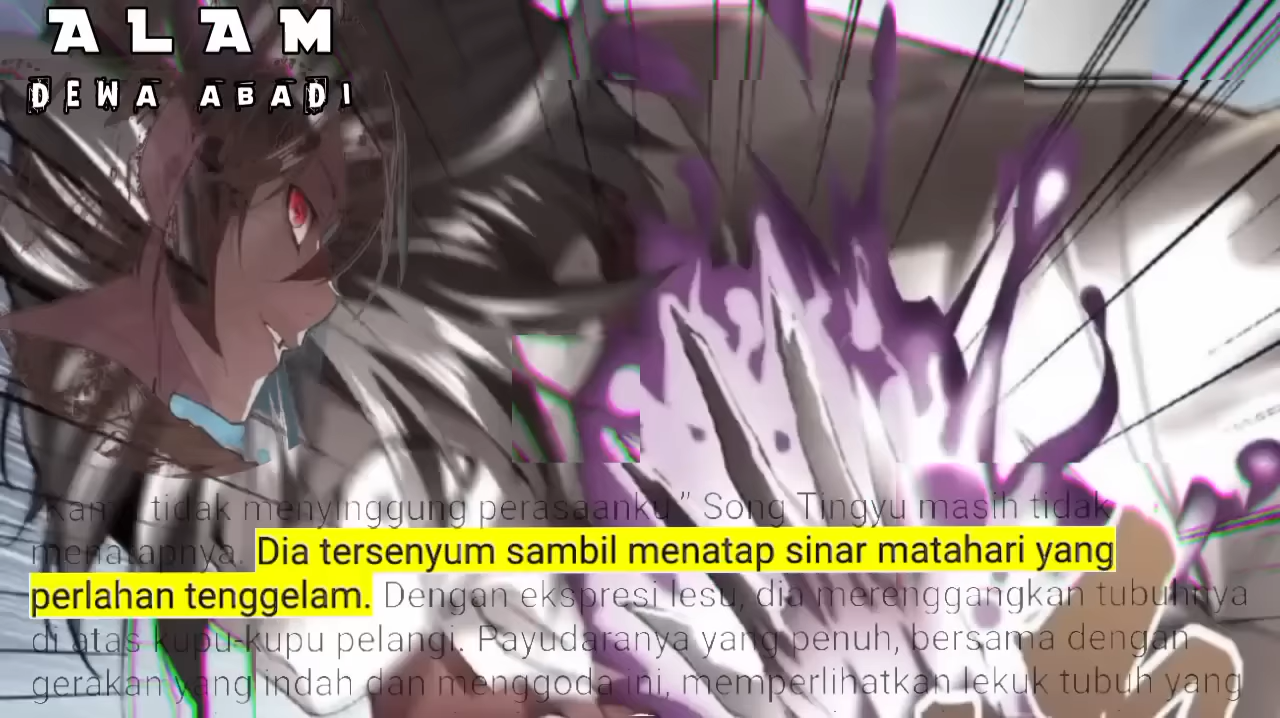 ALAM
DEWA ABADI
"Kamu tidak menyinggung perasaanku." Song Tingyu masih tidak
menatapnya. Dia tersenyum sambil menatap sinar matahari yang
perlahan tenggelam. Dengan ekspresi lesu, dia merenggangkan tubuhnya
di atas kupu-kupu pelangi. Payudaranya yang penuh, bersama dengan
gerakan yang indah dan menggoda ini, memperlihatkan lekuk tubuh yang